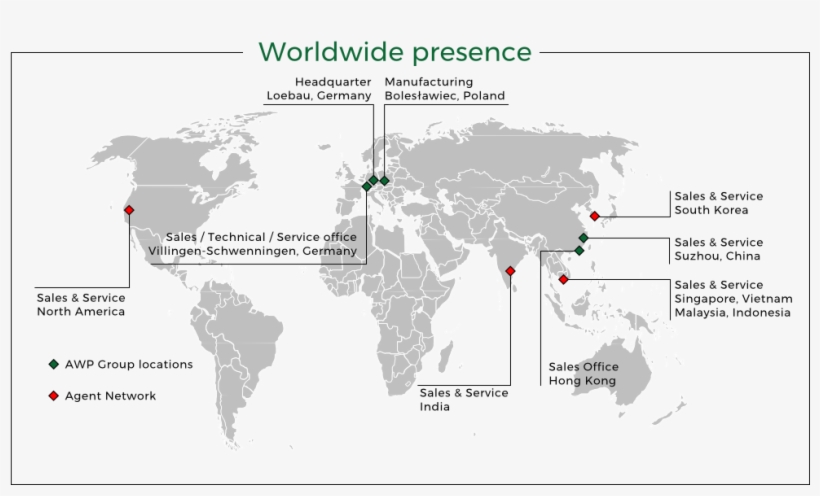 Worldwide presence
Headquarter
Loebau, Germany
Manufacturing
Bolesławiec, Poland
Sales & Service
South Korea
Sales / Technical / Service office
Villingen-Schwenningen, Germany
Sales & Service
Suzhou, China
Sales & Service
North America
Sales & Service
Singapore, Vietnam
Malaysia, Indonesia
AWP Group locations
Agent Network
Sales Office
Hong Kong
Sales & Service
India